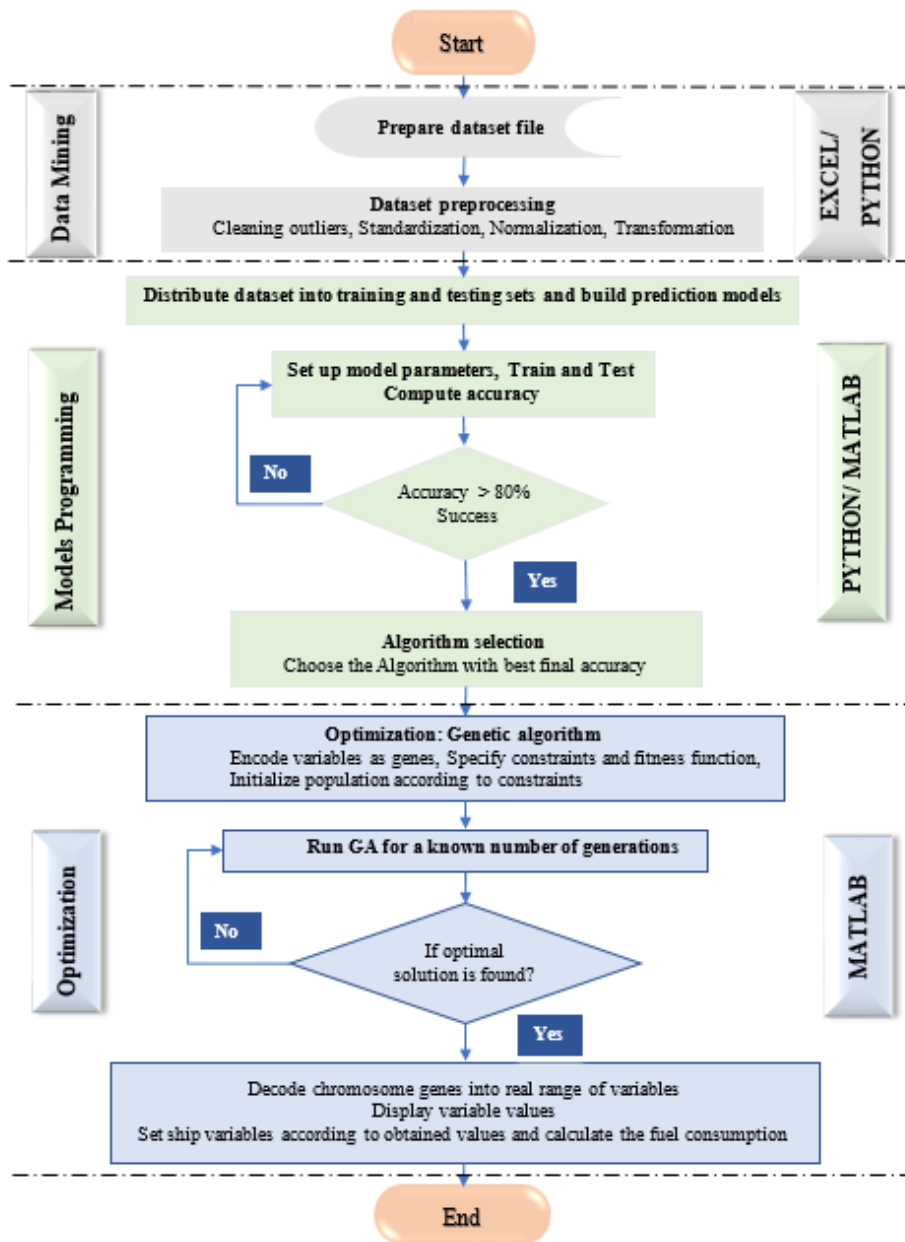 Start
Data Mining
Prepare dataset file
EXCEL/
PYTHON
Dataset preprocessing
Cleaning outliers, Standardization, Normalization, Transformation
Distribute dataset into training and testing sets and build prediction models
Models Programming
Set up model parameters, Train and Test
Compute accuracy
PYTHON/ MATLAB
No
Accuracy > 80%
Success
Yes
Algorithm selection
Choose the Algorithm with best final accuracy
Optimization: Genetic algorithm
Encode variables as genes, Specify constraints and fitness function,
Initialize population according to constraints
Optimization
Run GA for a known number of generations
MATLAB
No
If optimal
solution is found?
Yes
Decode chromosome genes into real range of variables
Display variable values
Set ship variables according to obtained values and calculate the fuel consumption
End